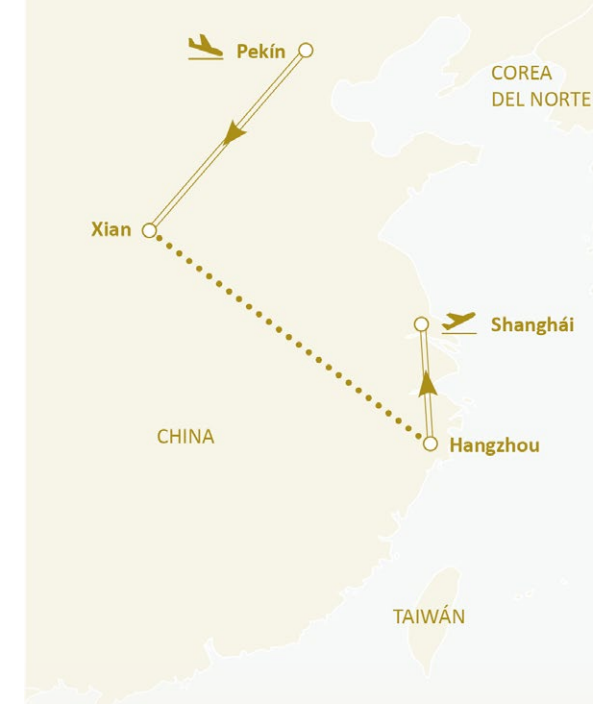 Pekín
COREA
DEL NORTE
Xian
Shanghái
CHINA
Hangzhou
TAIWÁN